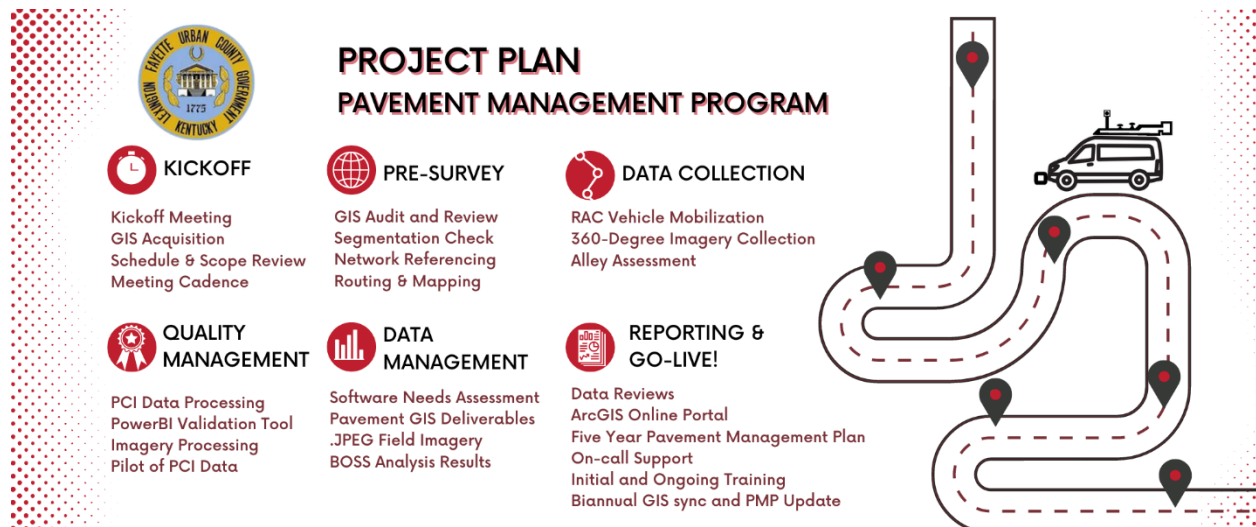 LEXINGTON FAYETTE URBAN COUNTY GOVERNMENT
1775
KENTUCKY
PROJECT PLAN
PAVEMENT MANAGEMENT PROGRAM
KICKOFF
Kickoff Meeting
GIS Acquisition
Schedule & Scope Review
Meeting Cadence
PRE-SURVEY
GIS Audit and Review
Segmentation Check
Network Referencing
Routing & Mapping
DATA COLLECTION
RAC Vehicle Mobilization
360-Degree Imagery Collection
Alley Assessment
QUALITY
MANAGEMENT
PCI Data Processing
PowerBI Validation Tool
Imagery Processing
Pilot of PCI Data
DATA
MANAGEMENT
Software Needs Assessment
Pavement GIS Deliverables
.JPEG Field Imagery
BOSS Analysis Results
REPORTING &
GO-LIVE!
Data Reviews
ArcGIS Online Portal
Five Year Pavement Management Plan
On-call Support
Initial and Ongoing Training
Biannual GIS sync and PMP Update